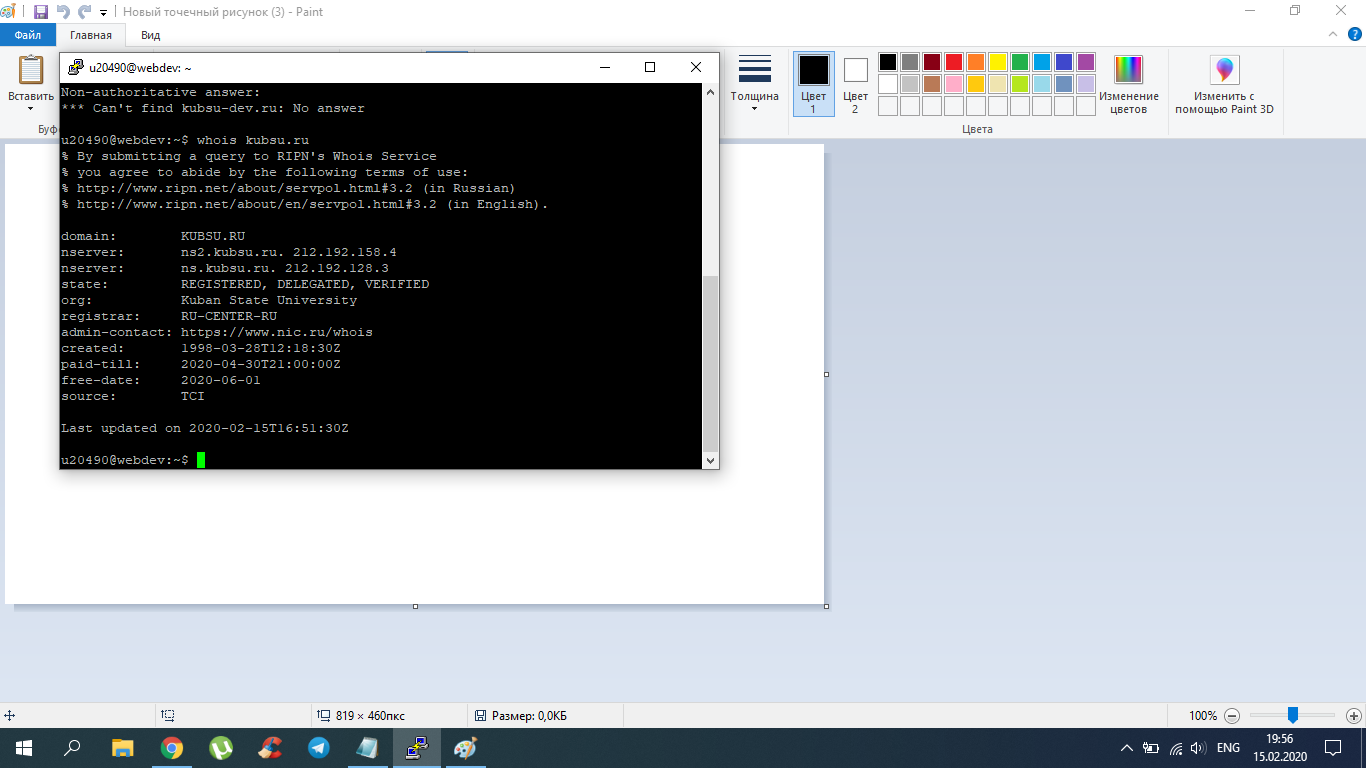 Новый точечный рисунок (3) - Paint
Файл
Главная
Вид
Вставить
Буф
u20490@webdev: ~
Non-authoritative answer:
*** Can't find kubsu-dev.ru: No answer
u20490@webdev:~$ whois kubsu.ru
% By submitting a query to RIPN's Whois Service
% you agree to abide by the following terms of use:
% http://www.ripn.net/about/servpol.html#3.2 (in Russian)
% http://www.ripn.net/about/en/servpol.html#3.2 (in English).
domain: KUBSU.RU
nserver: ns2.kubsu.ru. 212.192.158.4
nserver: ns.kubsu.ru. 212.192.128.3
state: REGISTERED, DELEGATED, VERIFIED
org: Kuban State University
registrar: RU-CENTER-RU
admin-contact: https://www.nic.ru/whois
created: 1998-03-28T12:18:30Z
paid-till: 2020-04-30T21:00:00Z
free-date: 2020-06-01
source: TCI
Last updated on 2020-02-15T16:51:30Z
u20490@webdev:~$
Толщина
Цвет
1
Цвет
2
Изменение
цветов
Изменить с
помощью Paint 3D
Цвета
819 × 460пкс
Размер: 0,0КБ
100%
ENG
19:56
15.02.2020